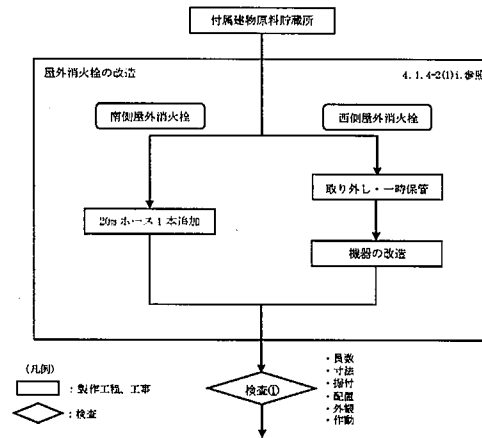 付属建物原料貯蔵所
屋外消火栓の改造
4.1.4-2(1)i.参照
南側屋外消火栓
西側屋外消火栓
取り外し・一時保管
20mホース1本追加
機器の改造
(凡例)
:製作工程、工事
:検査
検査①
・員数
・寸法
・据付
・配置
・外観
・作動